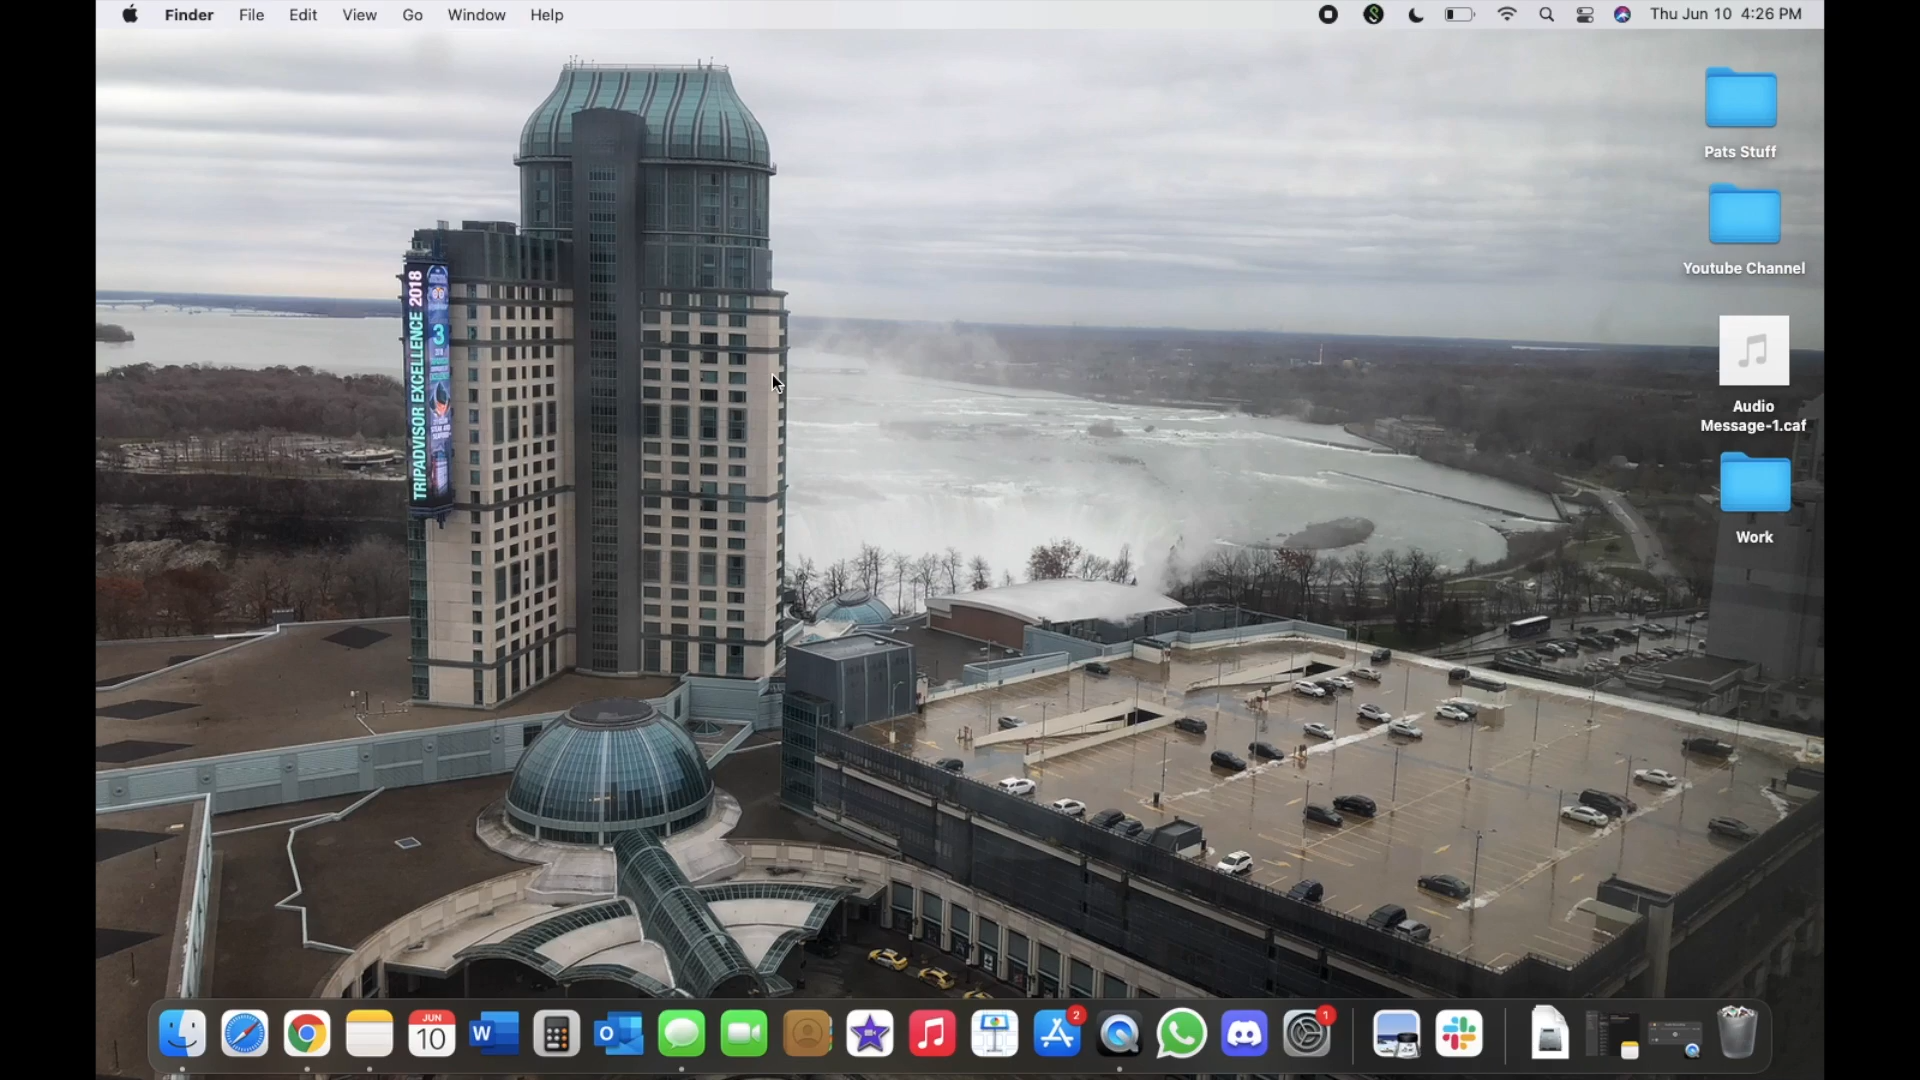 Finder File Edit View Go Window Help
Thu Jun 10 4:26 PM
Pats Stuff
Youtube Channel
Audio
Message-1.caf
Work
TRIPADVISOR EXCELLENCE 2018
3
JUN
10
W
O
2
1